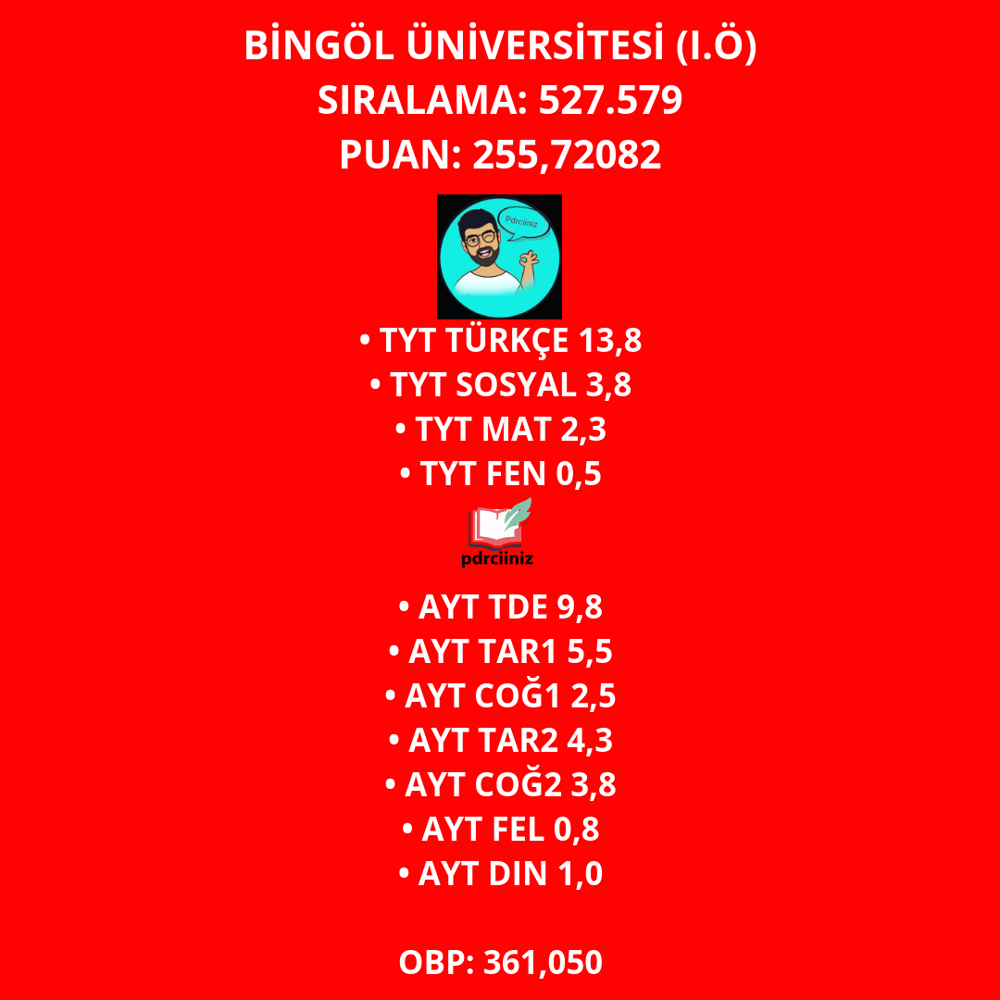 BİNGÖL ÜNİVERSİTESİ (I.Ö)
SIRALAMA: 527.579
PUAN: 255,72082
Pdrciiniz
• TYT TÜRKÇE 13,8
• TYT SOSYAL 3,8
• TYT MAT 2,3
• TYT FEN 0,5
pdrciiniz
• AYT TDE 9,8
• AYT TAR1 5,5
• AYT COĞ1 2,5
• AYT TAR2 4,3
• AYT COĞ2 3,8
• AYT FEL 0,8
• AYT DIN 1,0
OBP: 361,050